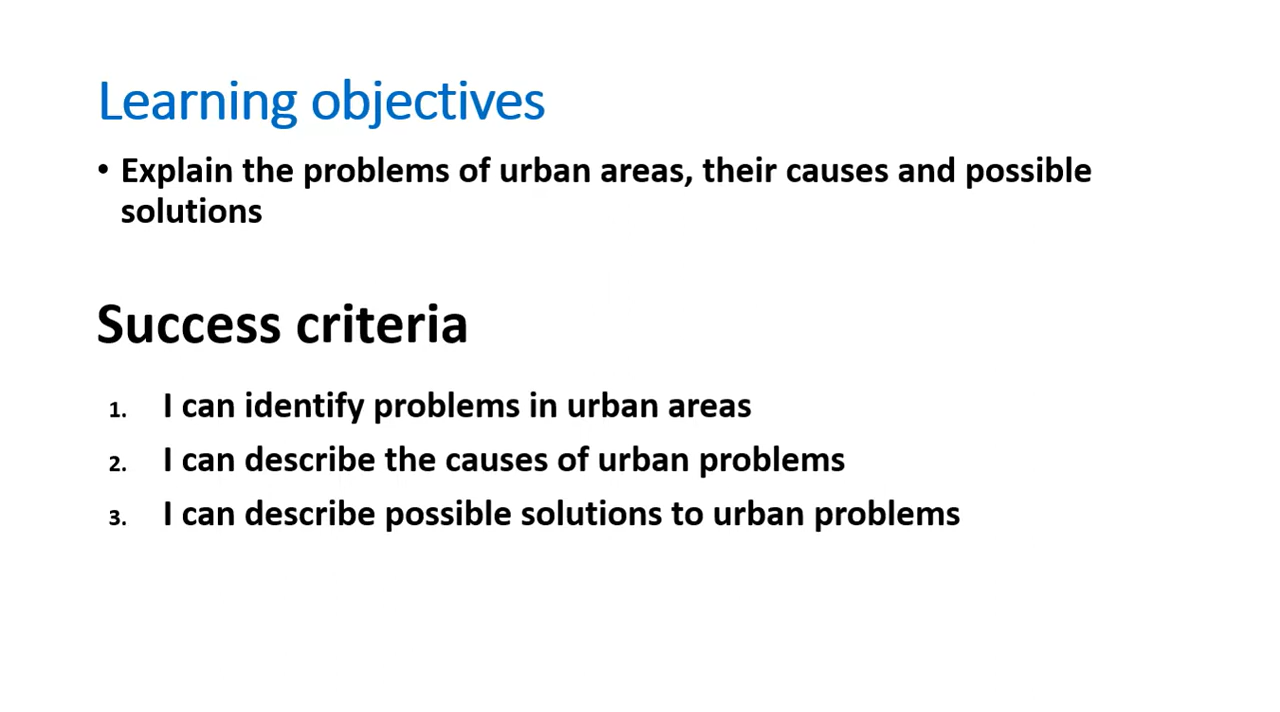 Learning objectives
• Explain the problems of urban areas, their causes and possible
solutions
Success criteria
1. I can identify problems in urban areas
2. I can describe the causes of urban problems
3. I can describe possible solutions to urban problems